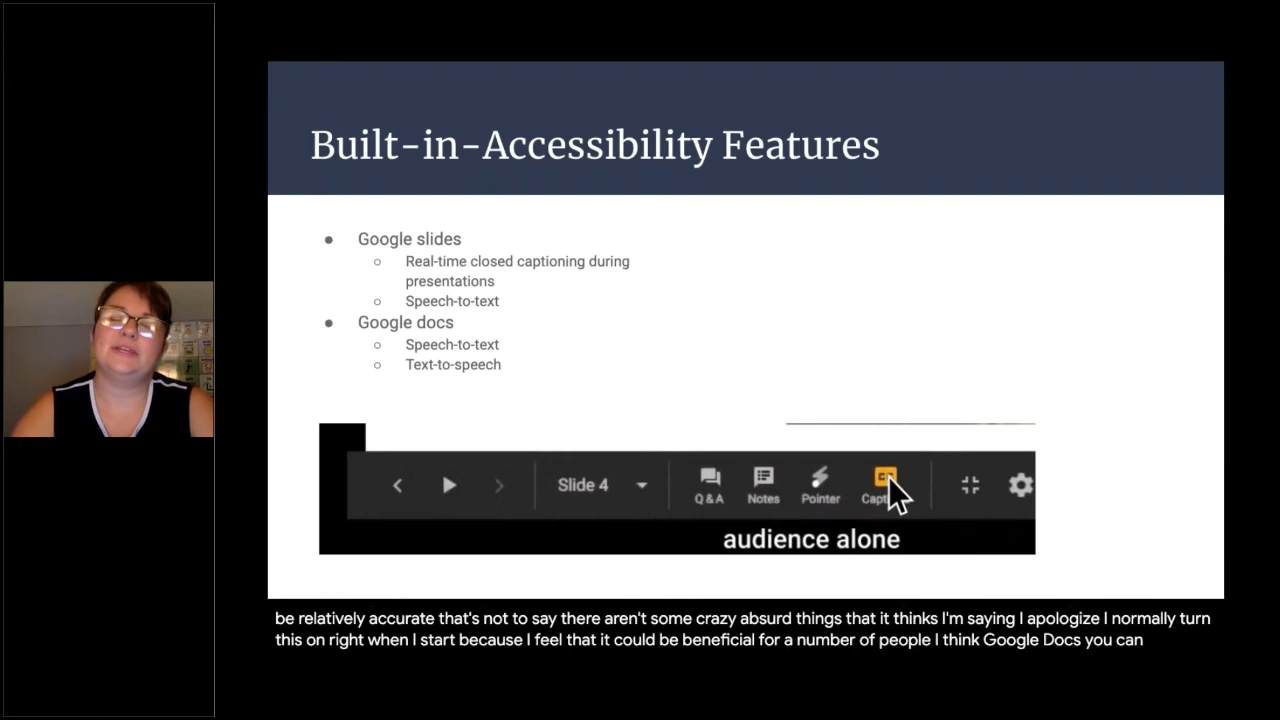 Built-in-Accessibility Features
Google slides
Real-time closed captioning during
presentations
Speech-to-text
Google docs
Speech-to-text
Text-to-speech
Slide 4
Q & A
Notes
Pointer
audience alone
be relatively accurate that's not to say there aren't some crazy absurd things that it thinks I'm saying I apologize I normally turn
this on right when I start because I feel that it could be beneficial for a number of people I think Google Docs you can